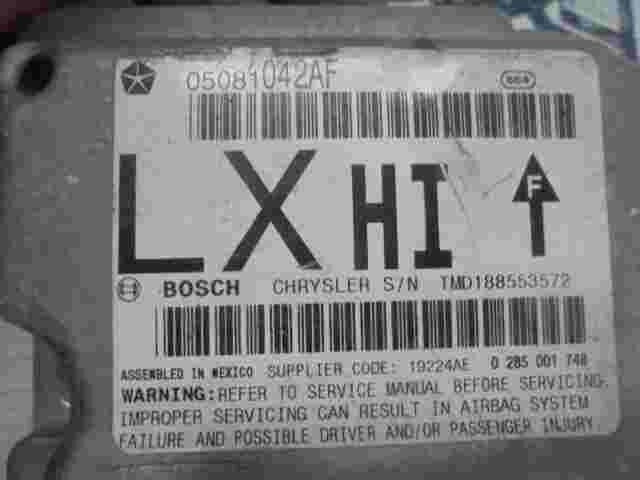 05081042AF
LX HI F
BOSCH CHRYSLER S/N TMD188553572
ASSEMBLED IN MEXICO SUPPLIER CODE: 19224AE 0 285 001 748
WARNING: REFER TO SERVICE MANUAL BEFORE SERVICING.
IMPROPER SERVICING CAN RESULT IN AIRBAG SYSTEM
FAILURE AND POSSIBLE DRIVER AND/OR PASSENGER INJURY.